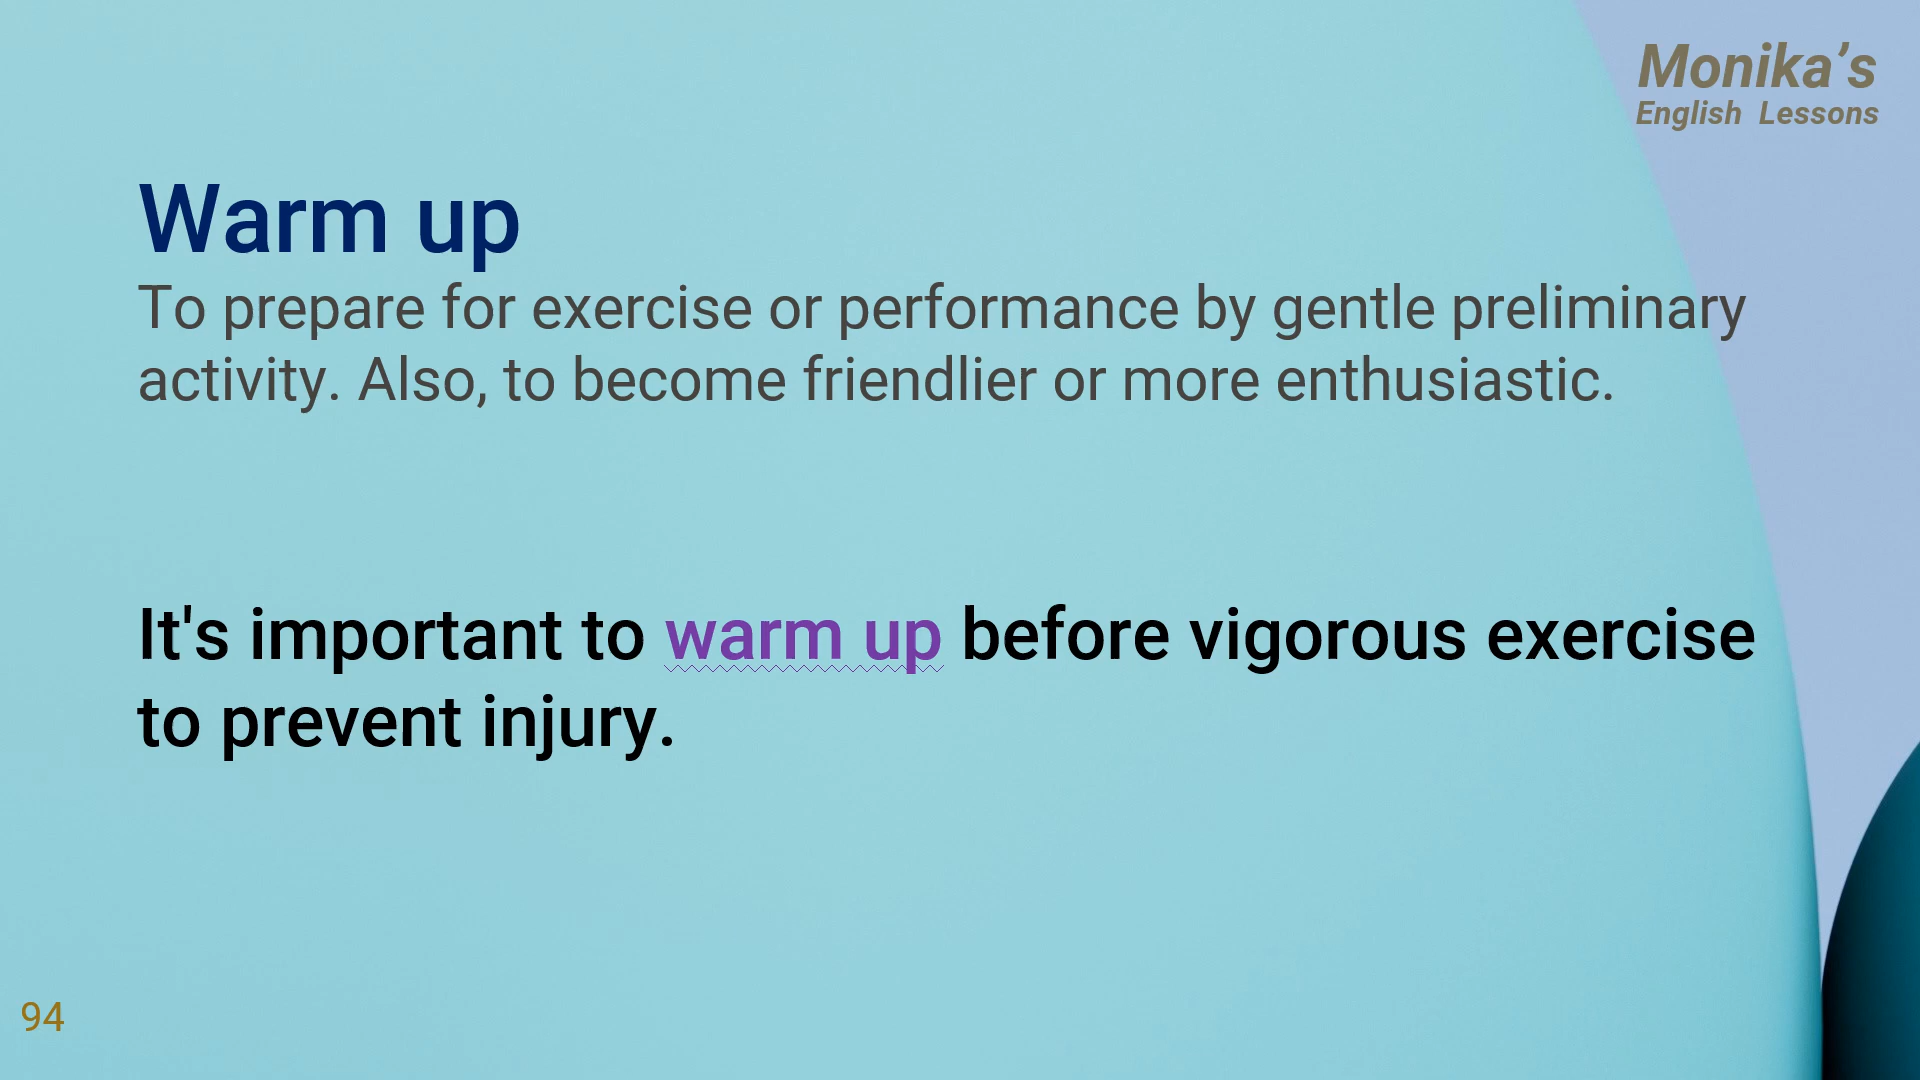 Monika’s
English Lessons
Warm up
To prepare for exercise or performance by gentle preliminary
activity. Also, to become friendlier or more enthusiastic.
It's important to warm up before vigorous exercise
to prevent injury.
94